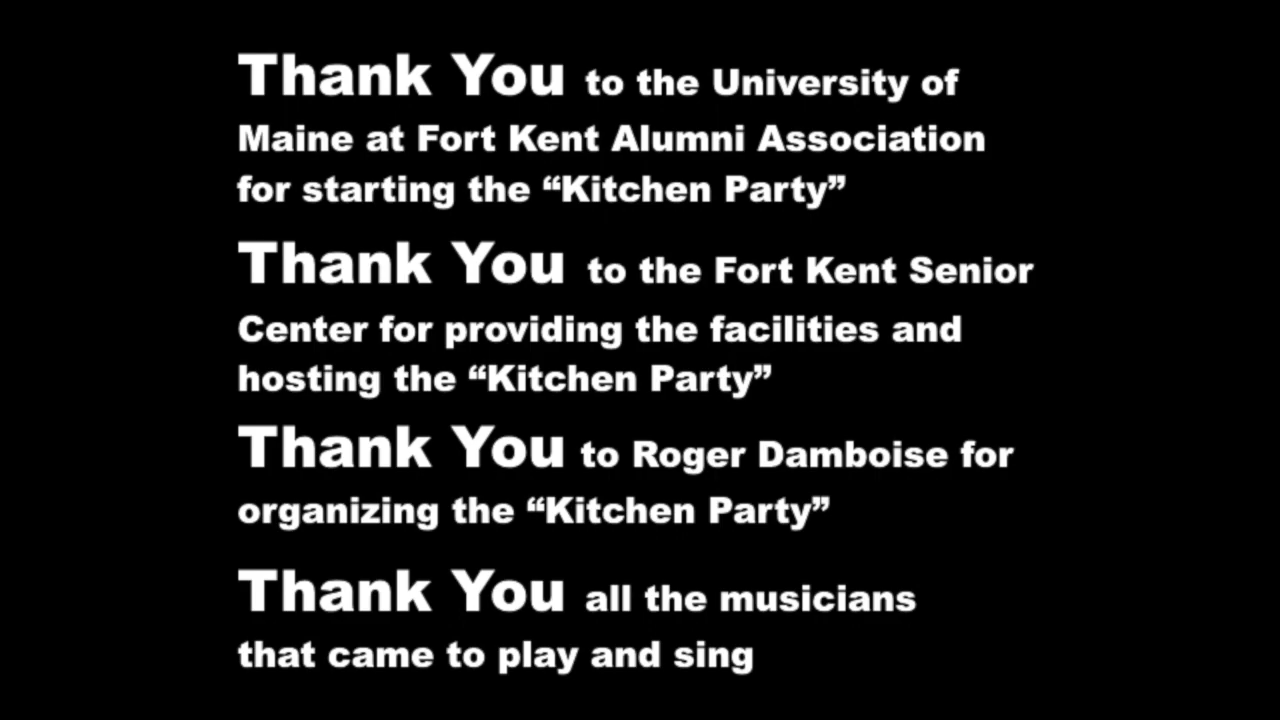 Thank You to the University of
Maine at Fort Kent Alumni Association
for starting the “Kitchen Party”
Thank You to the Fort Kent Senior
Center for providing the facilities and
hosting the “Kitchen Party”
Thank You to Roger Damboise for
organizing the “Kitchen Party”
Thank You all the musicians
that came to play and sing